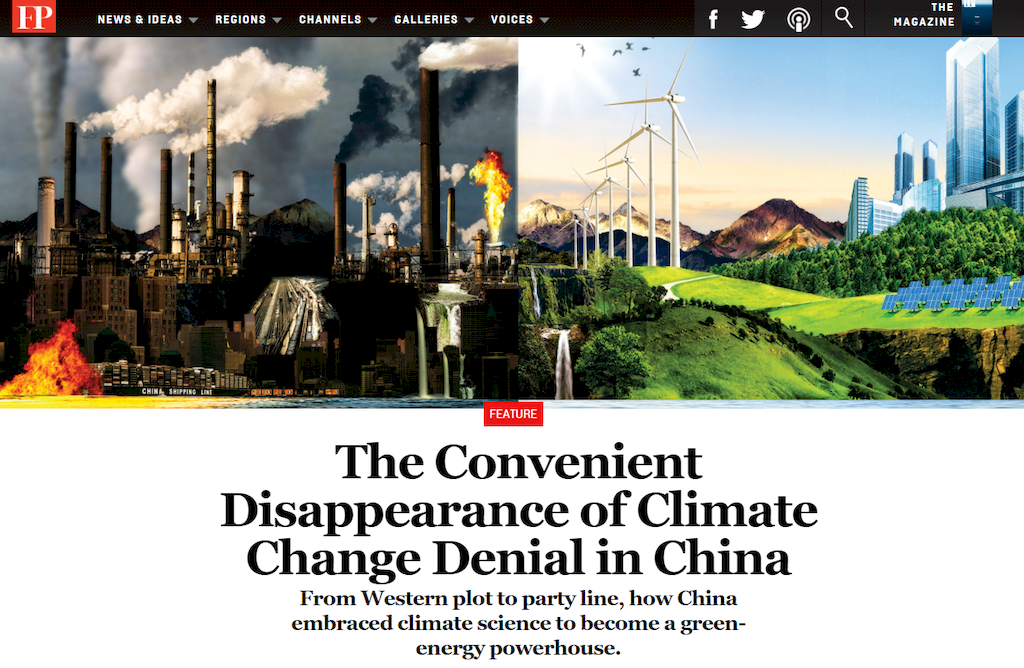 FP
NEWS & IDEAS REGIONS CHANNELS GALLERIES VOICES
THE
MAGAZINE
CHINA SHIPPING LINE
FEATURE
The Convenient
Disappearance of Climate
Change Denial in China
From Western plot to party line, how China
embraced climate science to become a green-
energy powerhouse.